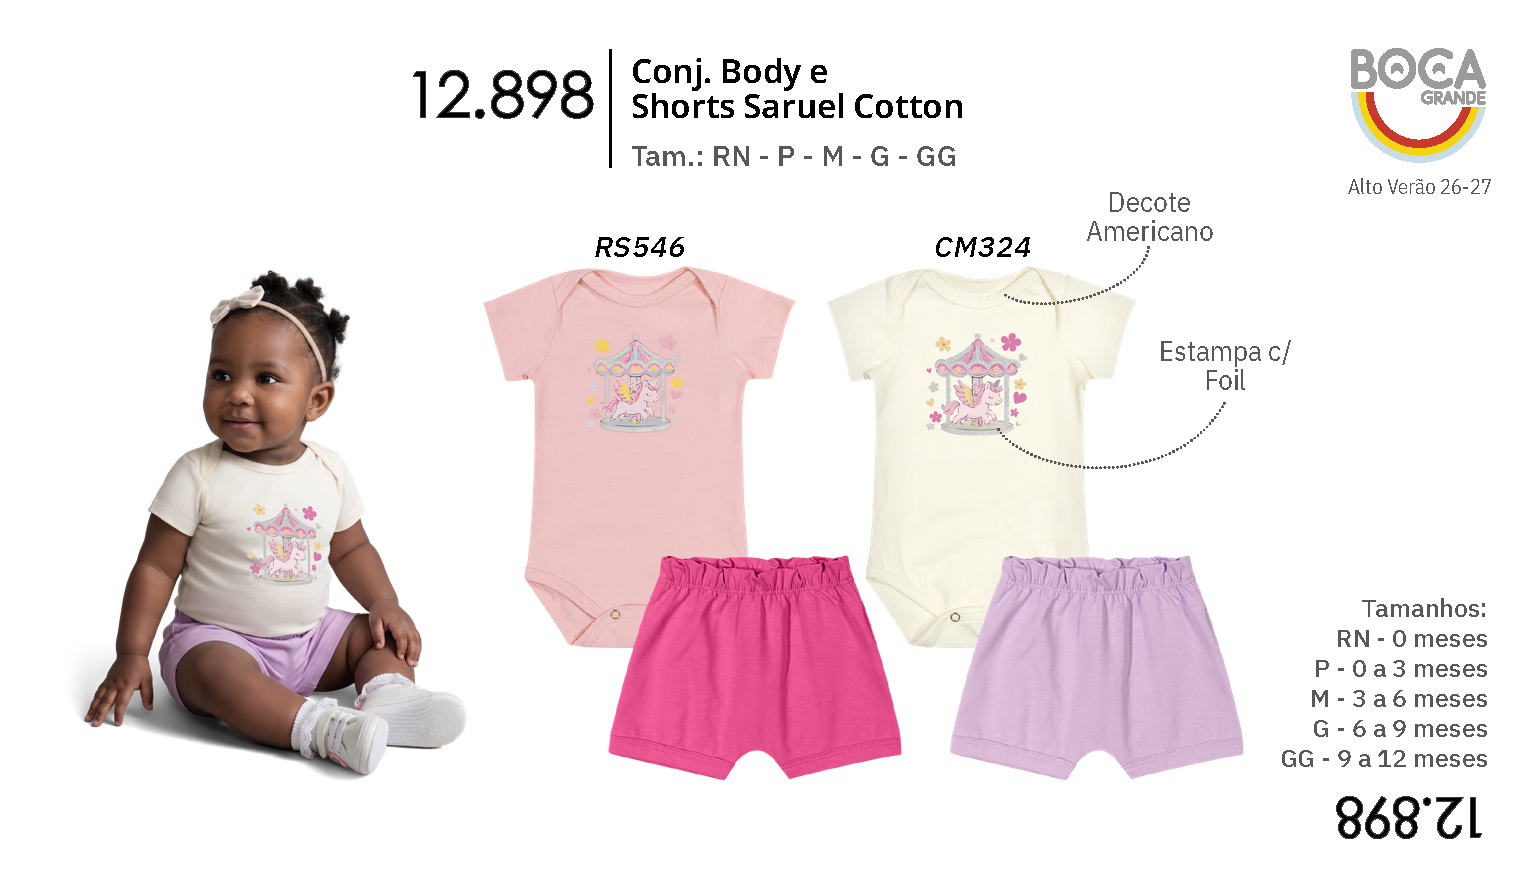 12.898
Conj. Body e
Shorts Saruel Cotton
Tam.: RN - P - M - G - GG
BOCA
GRANDE
Alto Verão 26-27
Decote
Americano
RS546
CM324
Estampa c/
Foil
Tamanhos:
RN - 0 meses
P - 0 a 3 meses
M - 3 a 6 meses
G - 6 a 9 meses
GG - 9 a 12 meses
12.898